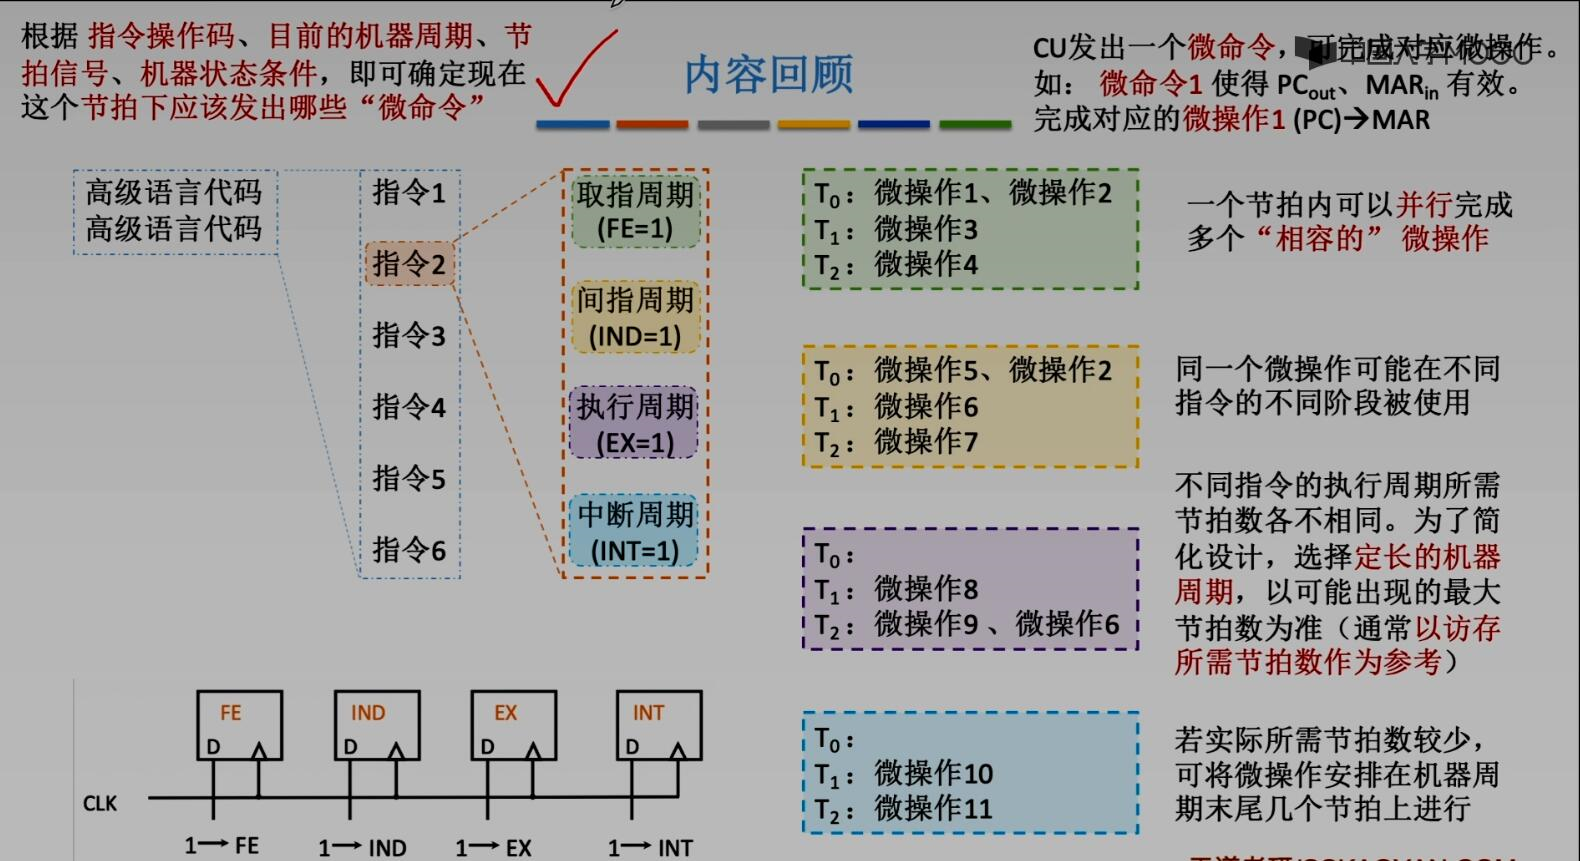 根据 指令操作码、目前的机器周期、节
拍信号、机器状态条件，即可确定现在
这个节拍下应该发出哪些“微命令”
内容回顾
CU发出一个微命令，可完成对应微操作。
如： 微命令1 使得 PCout、MARin 有效。
完成对应的微操作1 (PC)→MAR
高级语言代码
高级语言代码
指令1
指令2
指令3
指令4
指令5
指令6
取指周期
(FE=1)
间指周期
(IND=1)
执行周期
(EX=1)
中断周期
(INT=1)
T0：微操作1、微操作2
T1：微操作3
T2：微操作4
T0：微操作5、微操作2
T1：微操作6
T2：微操作7
T0：
T1：微操作8
T2：微操作9 、微操作6
T0：
T1：微操作10
T2：微操作11
一个节拍内可以并行完成
多个“相容的” 微操作
同一个微操作可能在不同
指令的不同阶段被使用
不同指令的执行周期所需
节拍数各不相同。为了简
化设计，选择定长的机器
周期，以可能出现的最大
节拍数为准（通常以访存
所需节拍数作为参考）
若实际所需节拍数较少，
可将微操作安排在机器周
期末尾几个节拍上进行
FE
D
IND
D
EX
D
INT
D
CLK
1→ FE
1→ IND
1→ EX
1→ INT